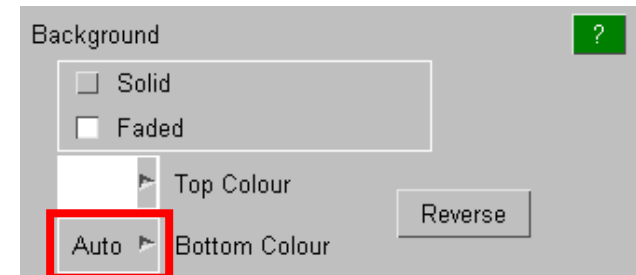 Background ?
Solid
Faded
Top Colour
Reverse
Auto Bottom Colour